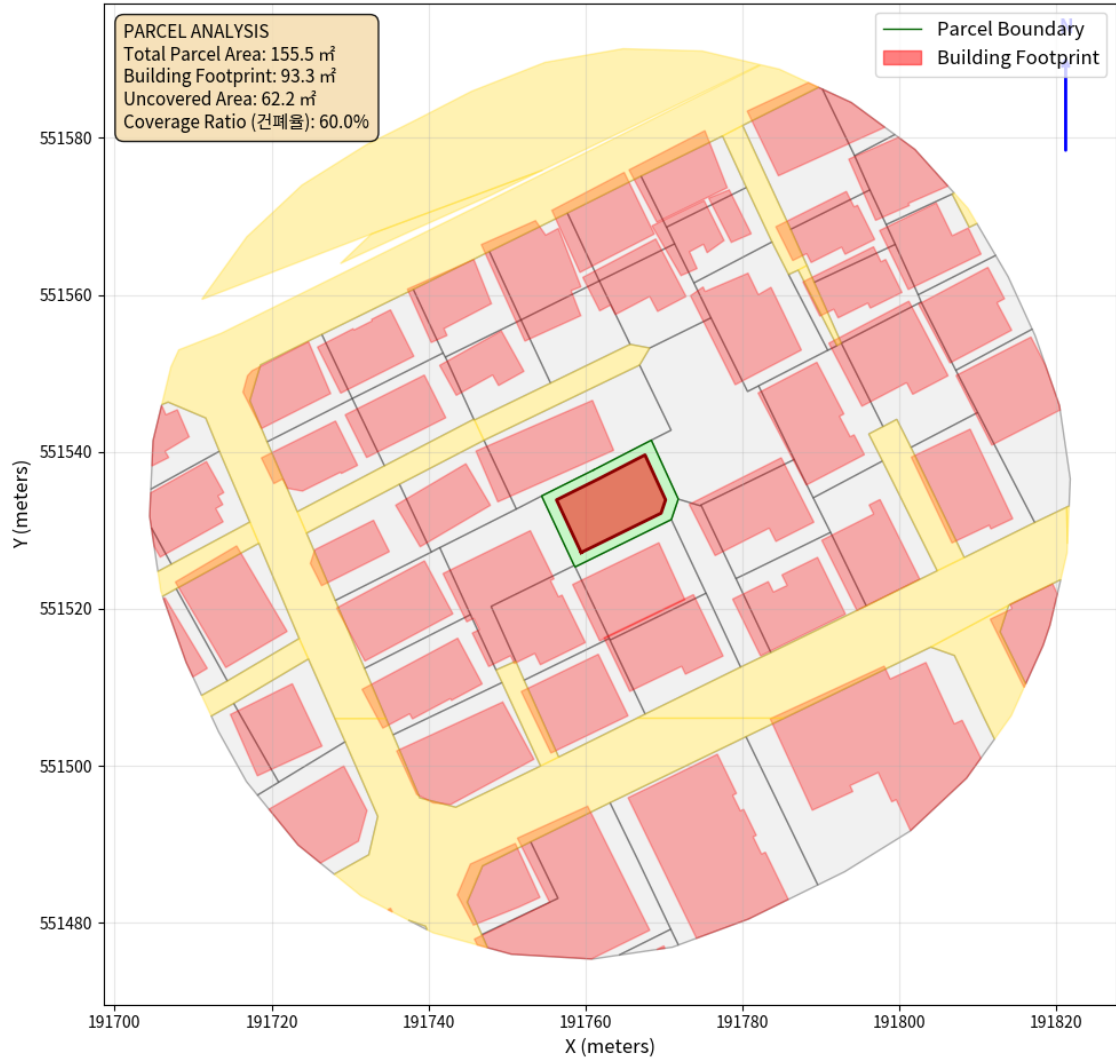 PARCEL ANALYSIS
Total Parcel Area: 155.5 ㎡
Building Footprint: 93.3 ㎡
Uncovered Area: 62.2 ㎡
Coverage Ratio (건폐율): 60.0%
Parcel Boundary
Building Footprint
N
551580
551560
551540
551520
551500
551480
Y (meters)
191700 191720 191740 191760 191780 191800 191820
X (meters)